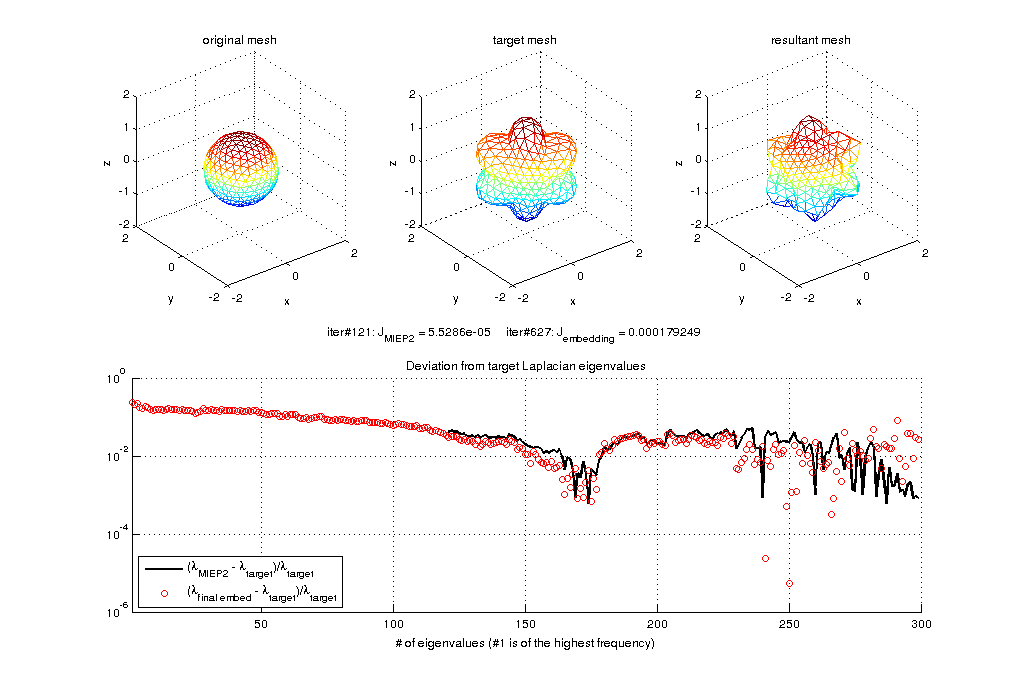 original mesh target mesh resultant mesh
2 2 2
1 1 1
z 0 z 0 z 0
-1 -1 -1
-2 -2 -2
2 2 2 2 2 2
0 0 0 0 0 0
y -2 -2 x y -2 -2 x y -2 -2 x
iter#121: J_MIEP2 = 5.5286e-05 iter#627: J_embedding = 0.000179249
Deviation from target Laplacian eigenvalues
10^0
10^-2
10^-4
(λ_MIEP2 - λ_target)/λ_target
(λ_final embed - λ_target)/λ_target
10^-6
50 100 150 200 250 300
# of eigenvalues (#1 is of the highest frequency)